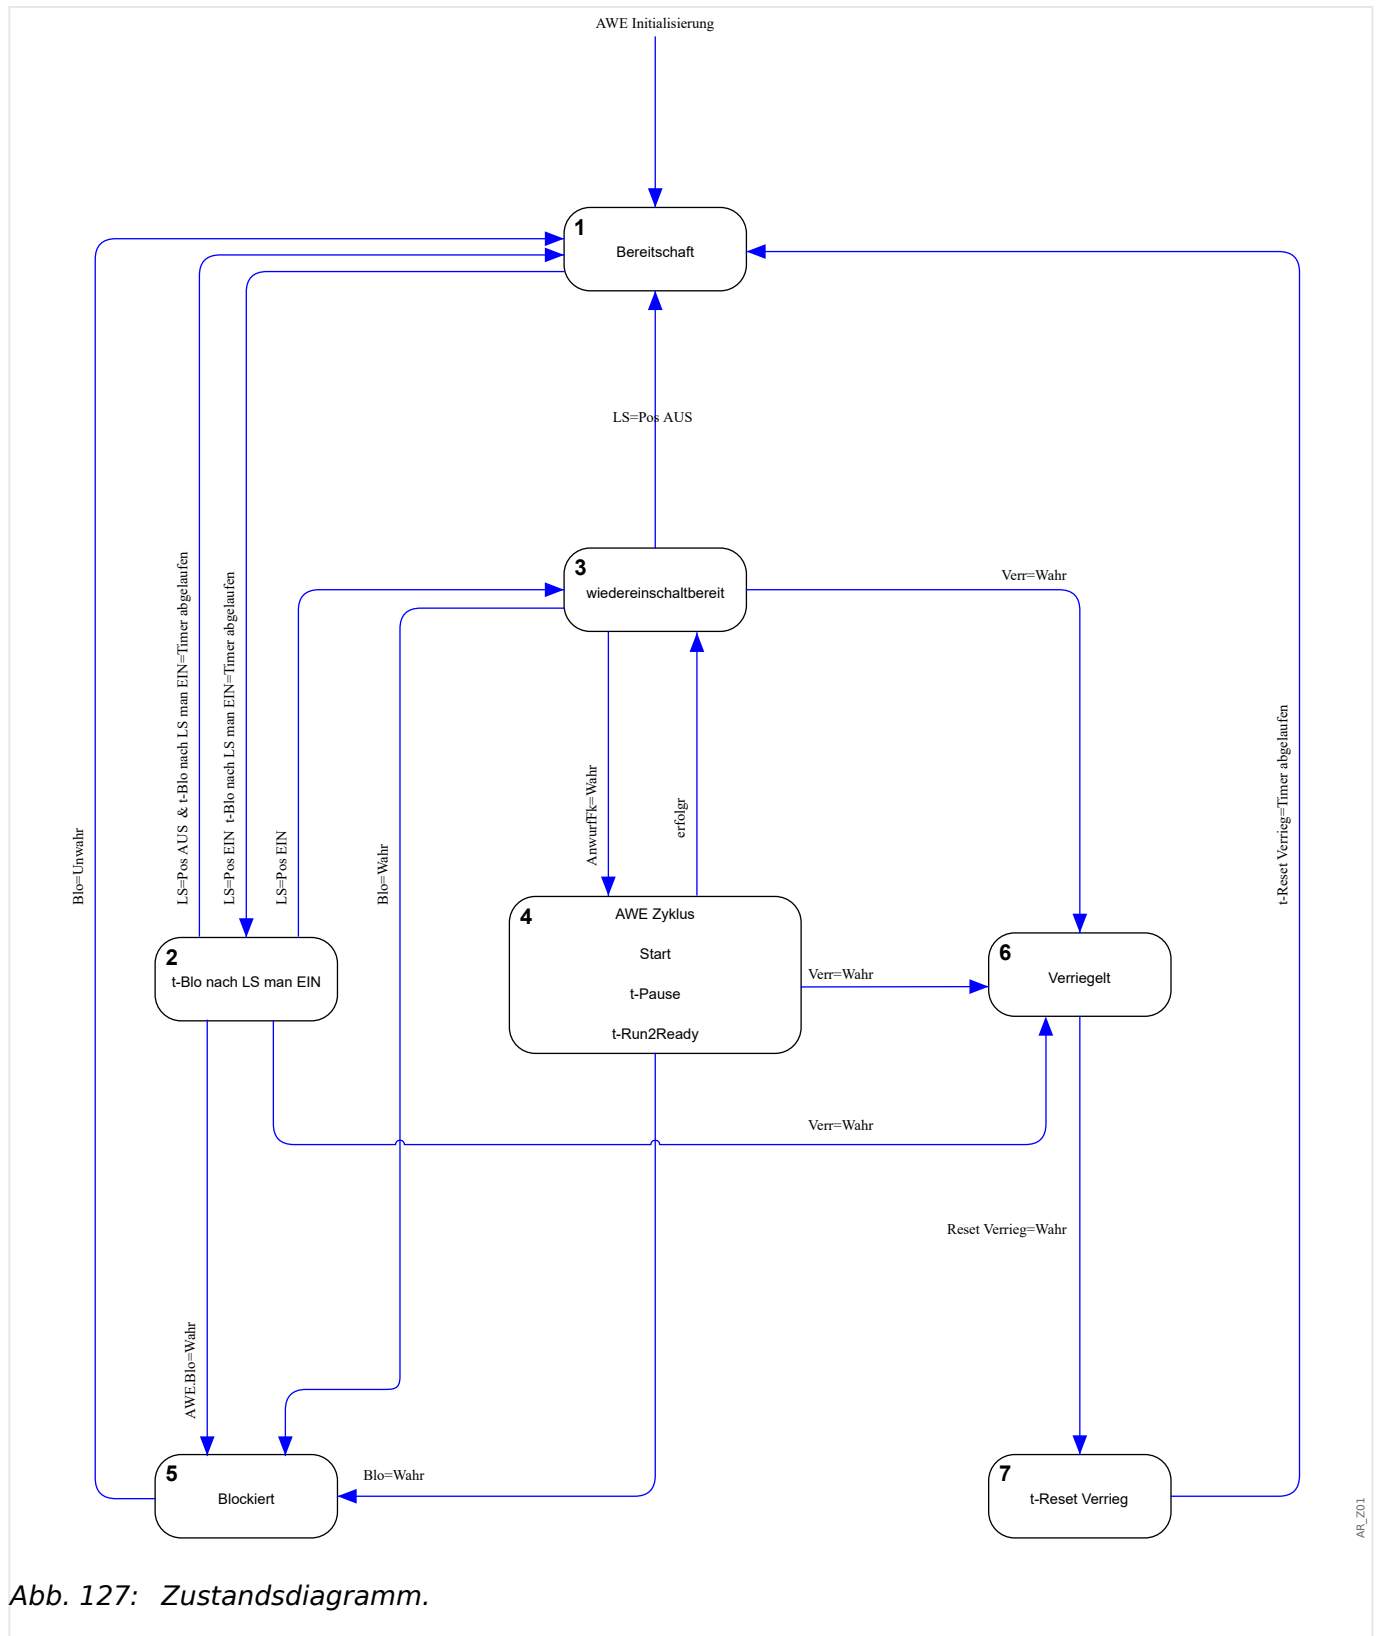 AWE Initialisierung
1
Bereitschaft
LS=Pos AUS
3
wiedereinschaltbereit
Verr=Wahr
Blo=Unwahr
LS=Pos AUS & t-Blo nach LS man EIN=Timer abgelaufen
LS=Pos EIN t-Blo nach LS man EIN=Timer abgelaufen
LS=Pos EIN
Blo=Wahr
AnwurfFk=Wahr
erfolgr
t-Reset Verrieg=Timer abgelaufen
2
t-Blo nach LS man EIN
4
AWE Zyklus
Start
t-Pause
t-Run2Ready
Verr=Wahr
6
Verriegelt
Verr=Wahr
Reset Verrieg=Wahr
AWE.Blo=Wahr
5
Blockiert
Blo=Wahr
7
t-Reset Verrieg
AR_Z01
Abb. 127: Zustandsdiagramm.